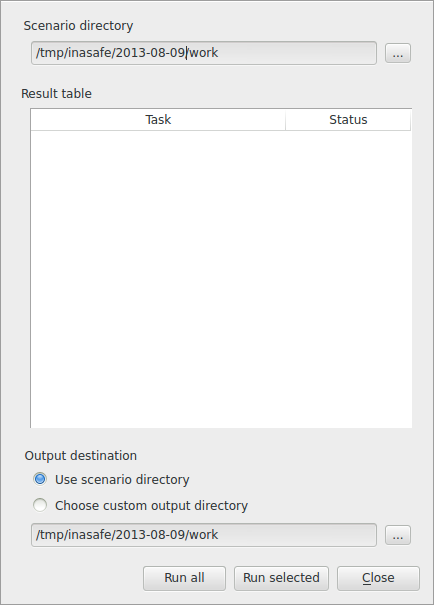 Scenario directory
/tmp/inasafe/2013-08-09/work ...
Result table
Task Status
Output destination
Use scenario directory
Choose custom output directory
/tmp/inasafe/2013-08-09/work ...
Run all Run selected Close